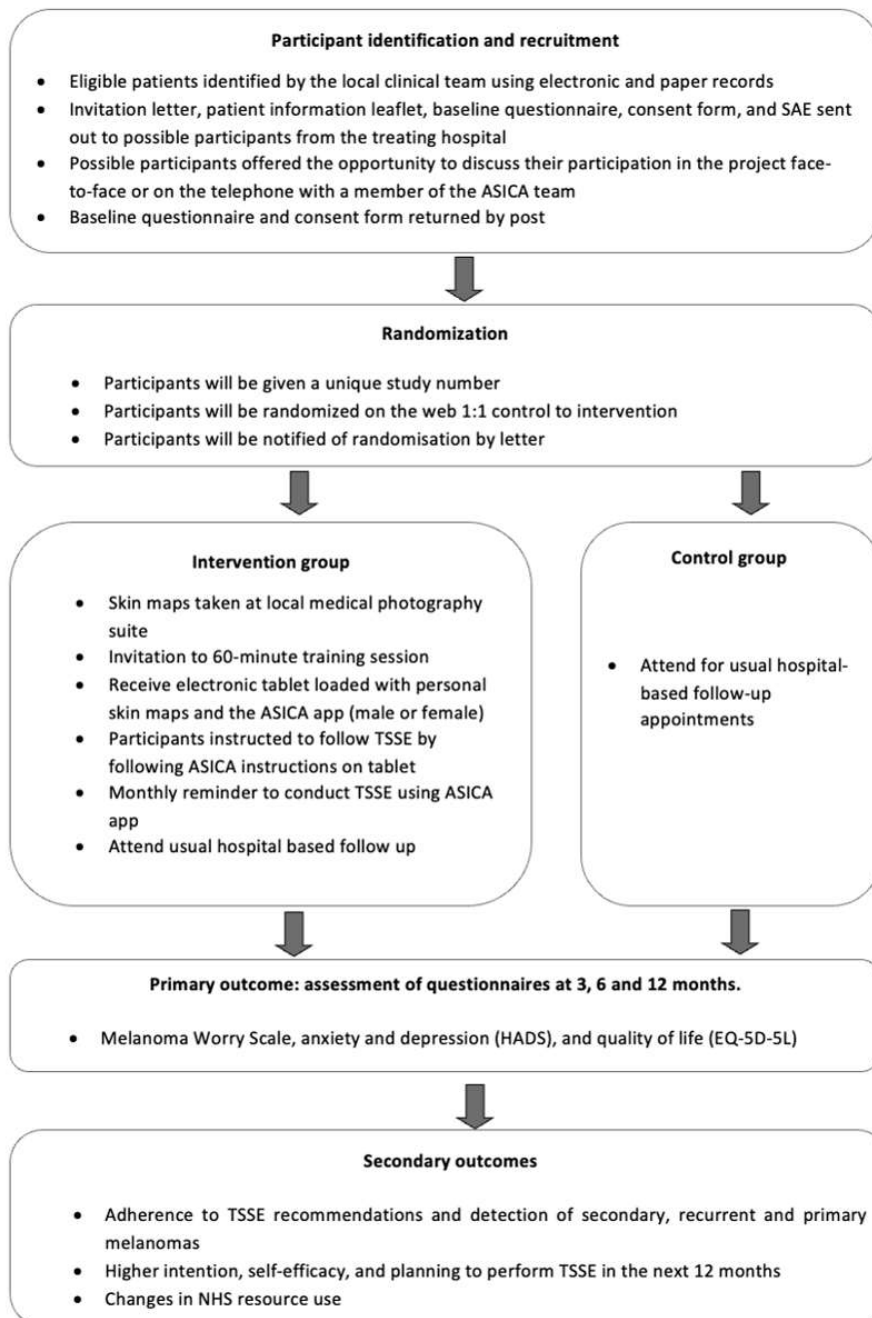 Participant identification and recruitment
• Eligible patients identified by the local clinical team using electronic and paper records
• Invitation letter, patient information leaflet, baseline questionnaire, consent form, and SAE sent
out to possible participants from the treating hospital
• Possible participants offered the opportunity to discuss their participation in the project face-
to-face or on the telephone with a member of the ASICA team
• Baseline questionnaire and consent form returned by post
Randomization
• Participants will be given a unique study number
• Participants will be randomized on the web 1:1 control to intervention
• Participants will be notified of randomisation by letter
Intervention group
• Skin maps taken at local medical photography
suite
• Invitation to 60-minute training session
• Receive electronic tablet loaded with personal
skin maps and the ASICA app (male or female)
• Participants instructed to follow TSSE by
following ASICA instructions on tablet
• Monthly reminder to conduct TSSE using ASICA
app
• Attend usual hospital based follow up
Control group
• Attend for usual hospital-
based follow-up
appointments
Primary outcome: assessment of questionnaires at 3, 6 and 12 months.
• Melanoma Worry Scale, anxiety and depression (HADS), and quality of life (EQ-5D-5L)
Secondary outcomes
• Adherence to TSSE recommendations and detection of secondary, recurrent and primary
melanomas
• Higher intention, self-efficacy, and planning to perform TSSE in the next 12 months
• Changes in NHS resource use